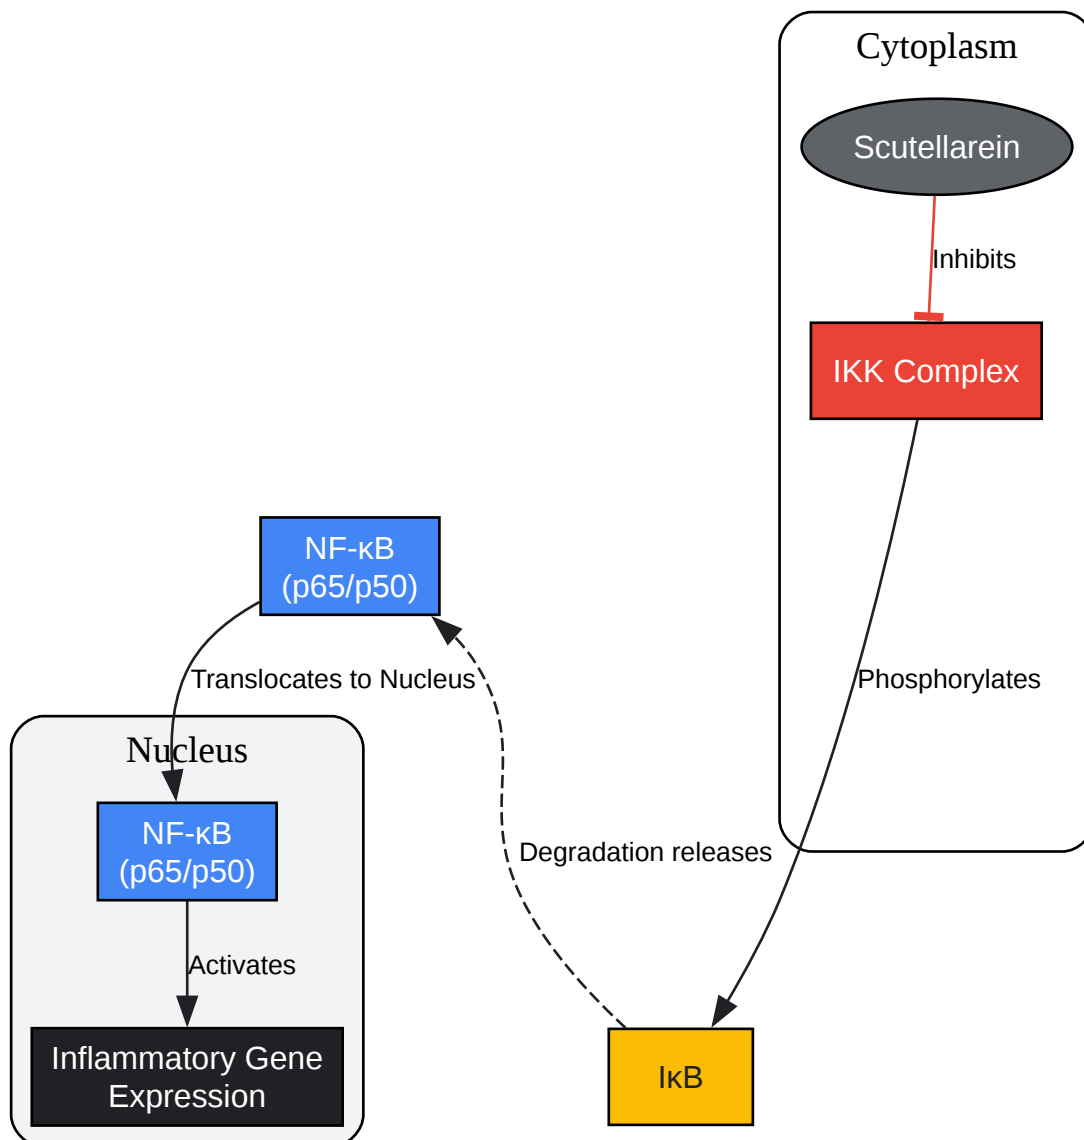 Cytoplasm
Scutellarein
Inhibits
IKK Complex
NF-κB
(p65/p50)
Translocates to Nucleus
Phosphorylates
Nucleus
NF-κB
(p65/p50)
Degradation releases
Activates
Inflammatory Gene
Expression
IκB